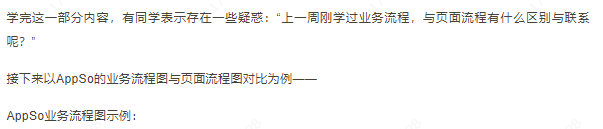 学完这一部分内容，有同学表示存在一些疑惑：“上一周刚学过业务流程，与页面流程有什么区别与联
系呢？”
接下来以AppSo的业务流程图与页面流程图对比为例——
AppSo业务流程图示例：